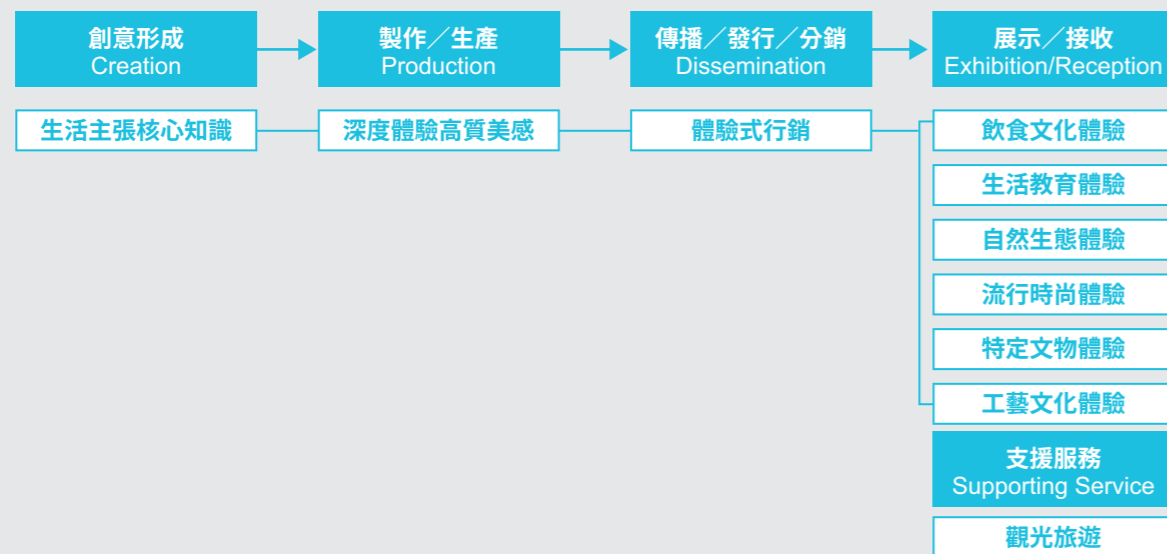 創意形成
Creation
製作／生產
Production
傳播／發行／分銷
Dissemination
展示／接收
Exhibition/Reception
生活主張核心知識
深度體驗高質美感
體驗式行銷
飲食文化體驗
生活教育體驗
自然生態體驗
流行時尚體驗
特定文物體驗
工藝文化體驗
支援服務
Supporting Service
觀光旅遊